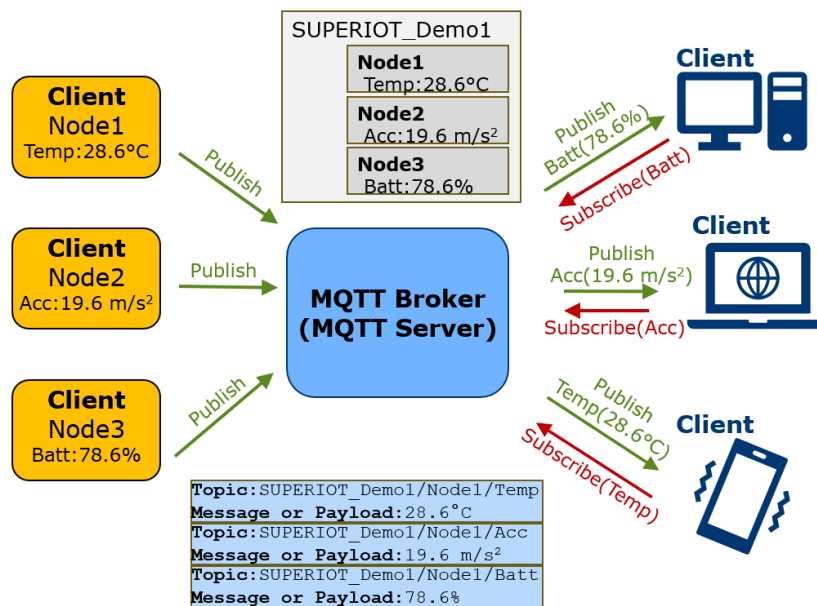 SUPERIOT_Demo1
Node1
Temp:28.6°C
Node2
Acc:19.6 m/s²
Node3
Batt:78.6%
Client
Node1
Temp:28.6°C
Publish
Client
Node2
Acc:19.6 m/s²
Publish
Client
Node3
Batt:78.6%
Publish
MQTT Broker
(MQTT Server)
Client
Publish
Batt(78.6%)
Subscribe(Batt)
Client
Publish
Acc(19.6 m/s²)
Subscribe(Acc)
Client
Publish
Temp(28.6°C)
Subscribe(Temp)
Topic:SUPERIOT_Demo1/Node1/Temp
Message or Payload:28.6°C
Topic:SUPERIOT_Demo1/Node1/Acc
Message or Payload:19.6 m/s²
Topic:SUPERIOT_Demo1/Node1/Batt
Message or Payload:78.6%